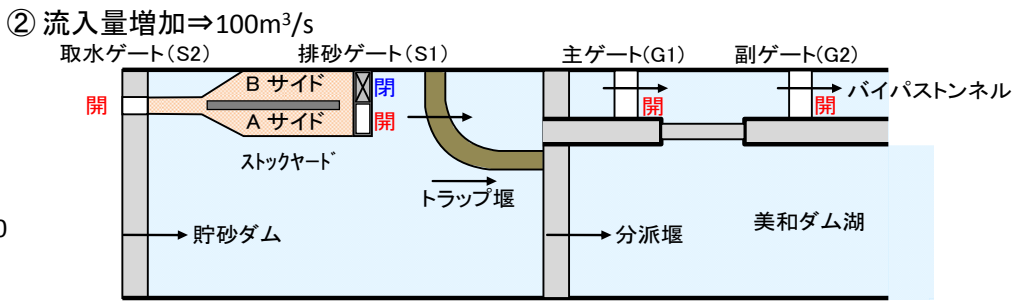 ② 流入量増加⇒100m³/s
取水ゲート(S2) 排砂ゲート(S1) 主ゲート(G1) 副ゲート(G2)
B サイド 閉
開 開 開 バイパストンネル
A サイド 開
ストックヤード
トラップ堰
0
貯砂ダム 分派堰 美和ダム湖